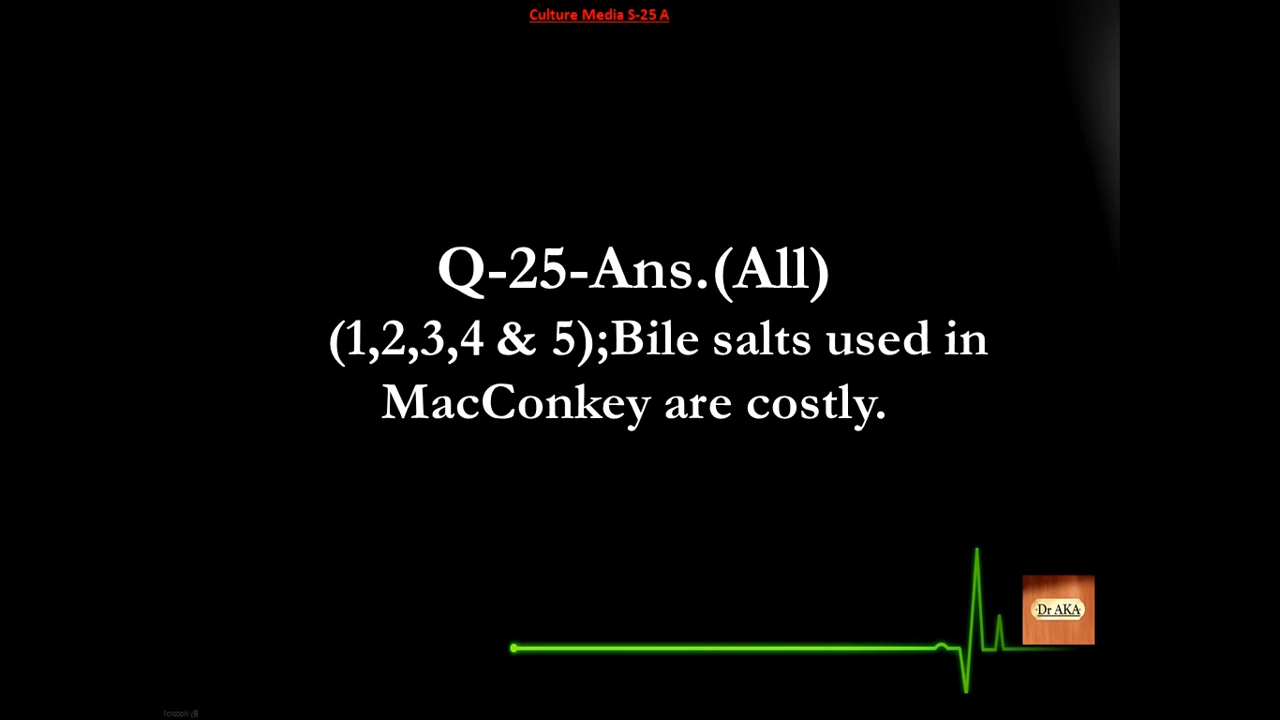 Culture Media S-25 A
Q-25-Ans.(All)
(1,2,3,4 & 5);Bile salts used in
MacConkey are costly.
Dr AKA